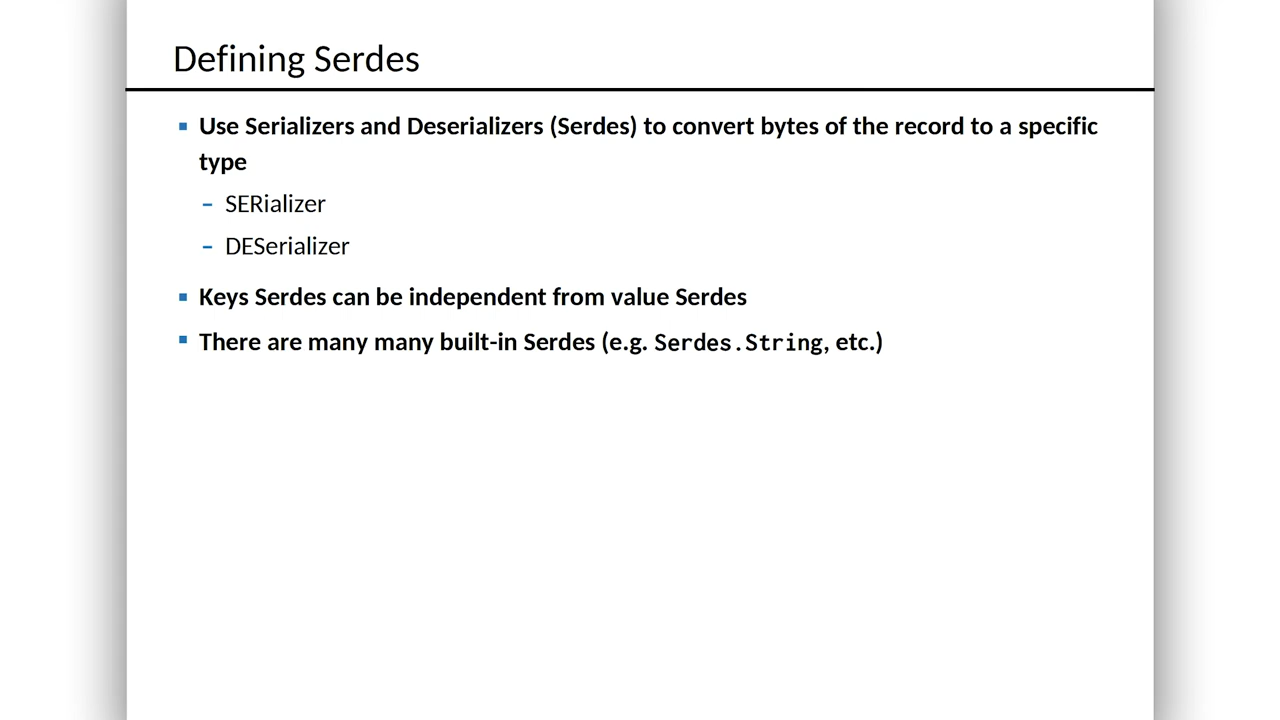 Defining Serdes
▪ Use Serializers and Deserializers (Serdes) to convert bytes of the record to a specific
type
– SERializer
– DESerializer
▪ Keys Serdes can be independent from value Serdes
▪ There are many many built-in Serdes (e.g. Serdes.String, etc.)